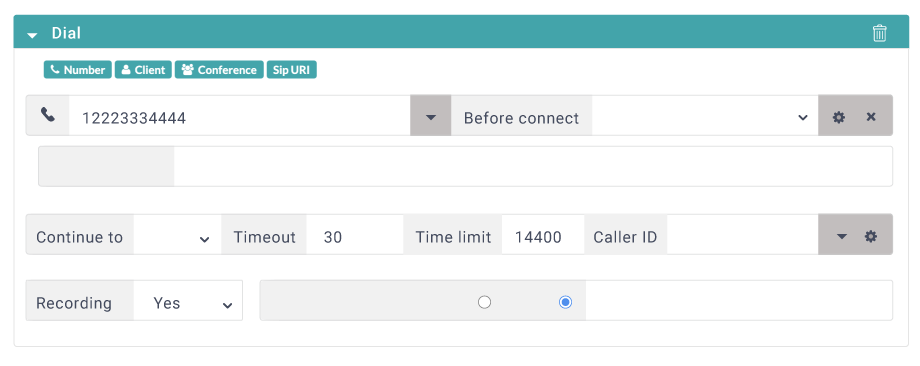 Dial
Number Client Conference Sip URI
12223334444 Before connect
Continue to Timeout 30 Time limit 14400 Caller ID
Recording Yes